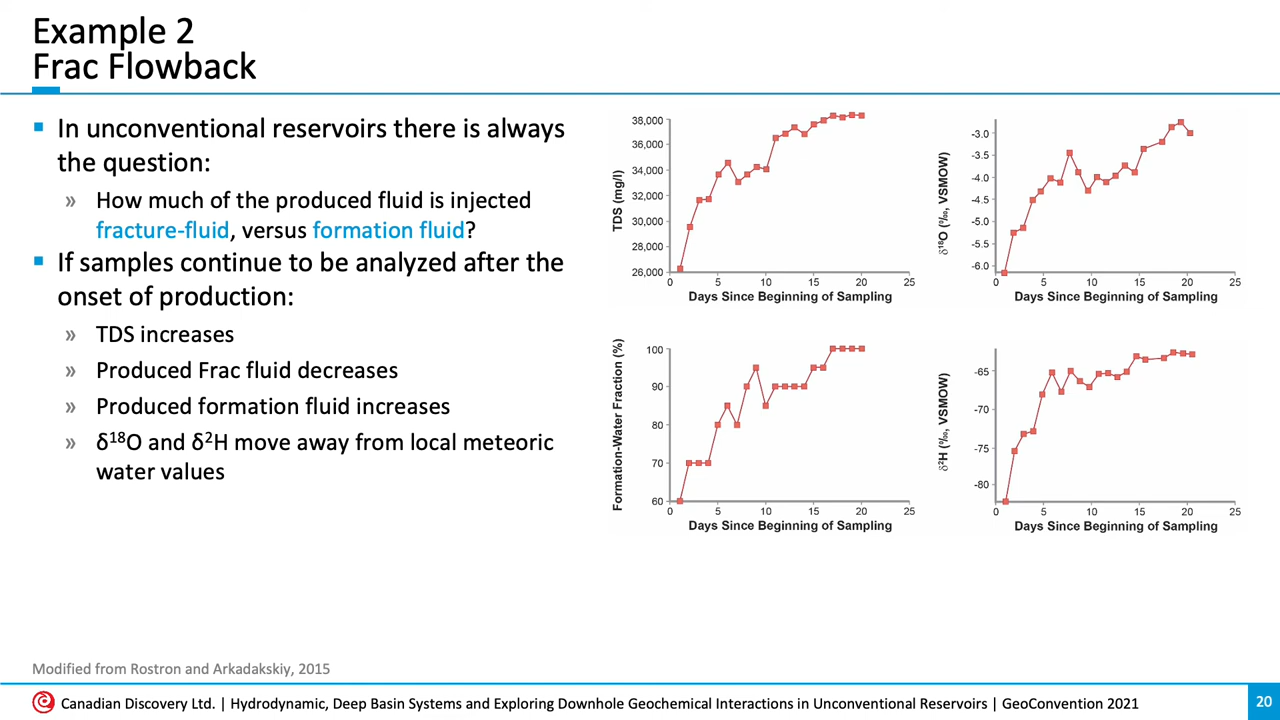 Example 2
Frac Flowback
▪ In unconventional reservoirs there is always
the question:
» How much of the produced fluid is injected
fracture-fluid, versus formation fluid?
▪ If samples continue to be analyzed after the
onset of production:
» TDS increases
» Produced Frac fluid decreases
» Produced formation fluid increases
» δ¹⁸O and δ²H move away from local meteoric
water values
TDS (mg/l)
38,000
36,000
34,000
32,000
30,000
28,000
26,000
0 5 10 15 20 25
Days Since Beginning of Sampling
δ¹⁸O (‰, VSMOW)
-3.0
-3.5
-4.0
-4.5
-5.0
-5.5
-6.0
0 5 10 15 20 25
Days Since Beginning of Sampling
Formation-Water Fraction (%)
100
90
80
70
60
0 5 10 15 20 25
Days Since Beginning of Sampling
δ²H (‰, VSMOW)
-65
-70
-75
-80
0 5 10 15 20 25
Days Since Beginning of Sampling
Modified from Rostron and Arkadakskiy, 2015
Canadian Discovery Ltd. | Hydrodynamic, Deep Basin Systems and Exploring Downhole Geochemical Interactions in Unconventional Reservoirs | GeoConvention 2021
20